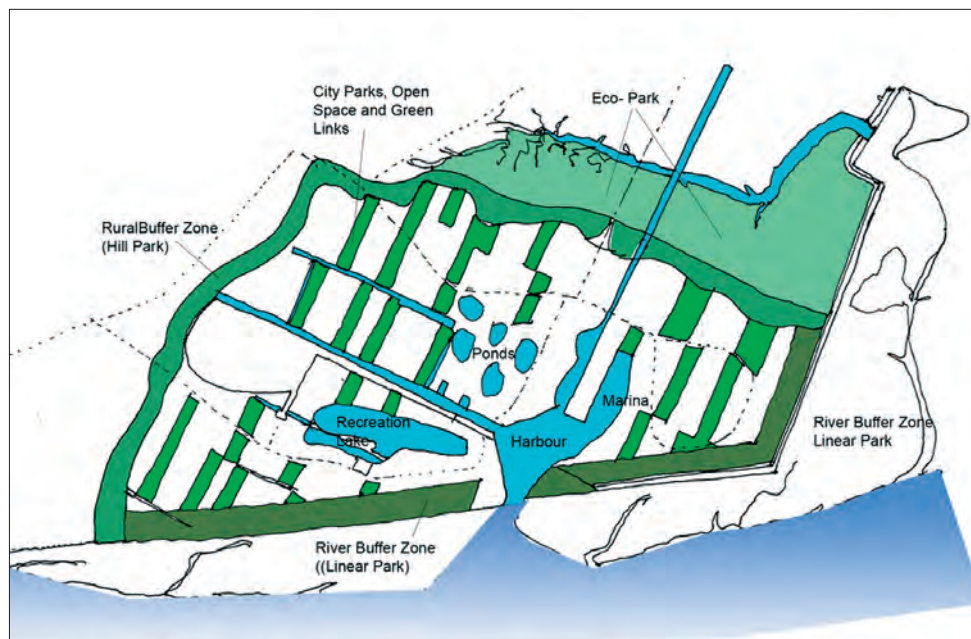 City Parks, Open
Space and Green
Links
Eco- Park
RuralBuffer Zone
(Hill Park)
Ponds
Marina
Recreation
Lake
Harbour
River Buffer Zone
Linear Park
River Buffer Zone
((Linear Park)